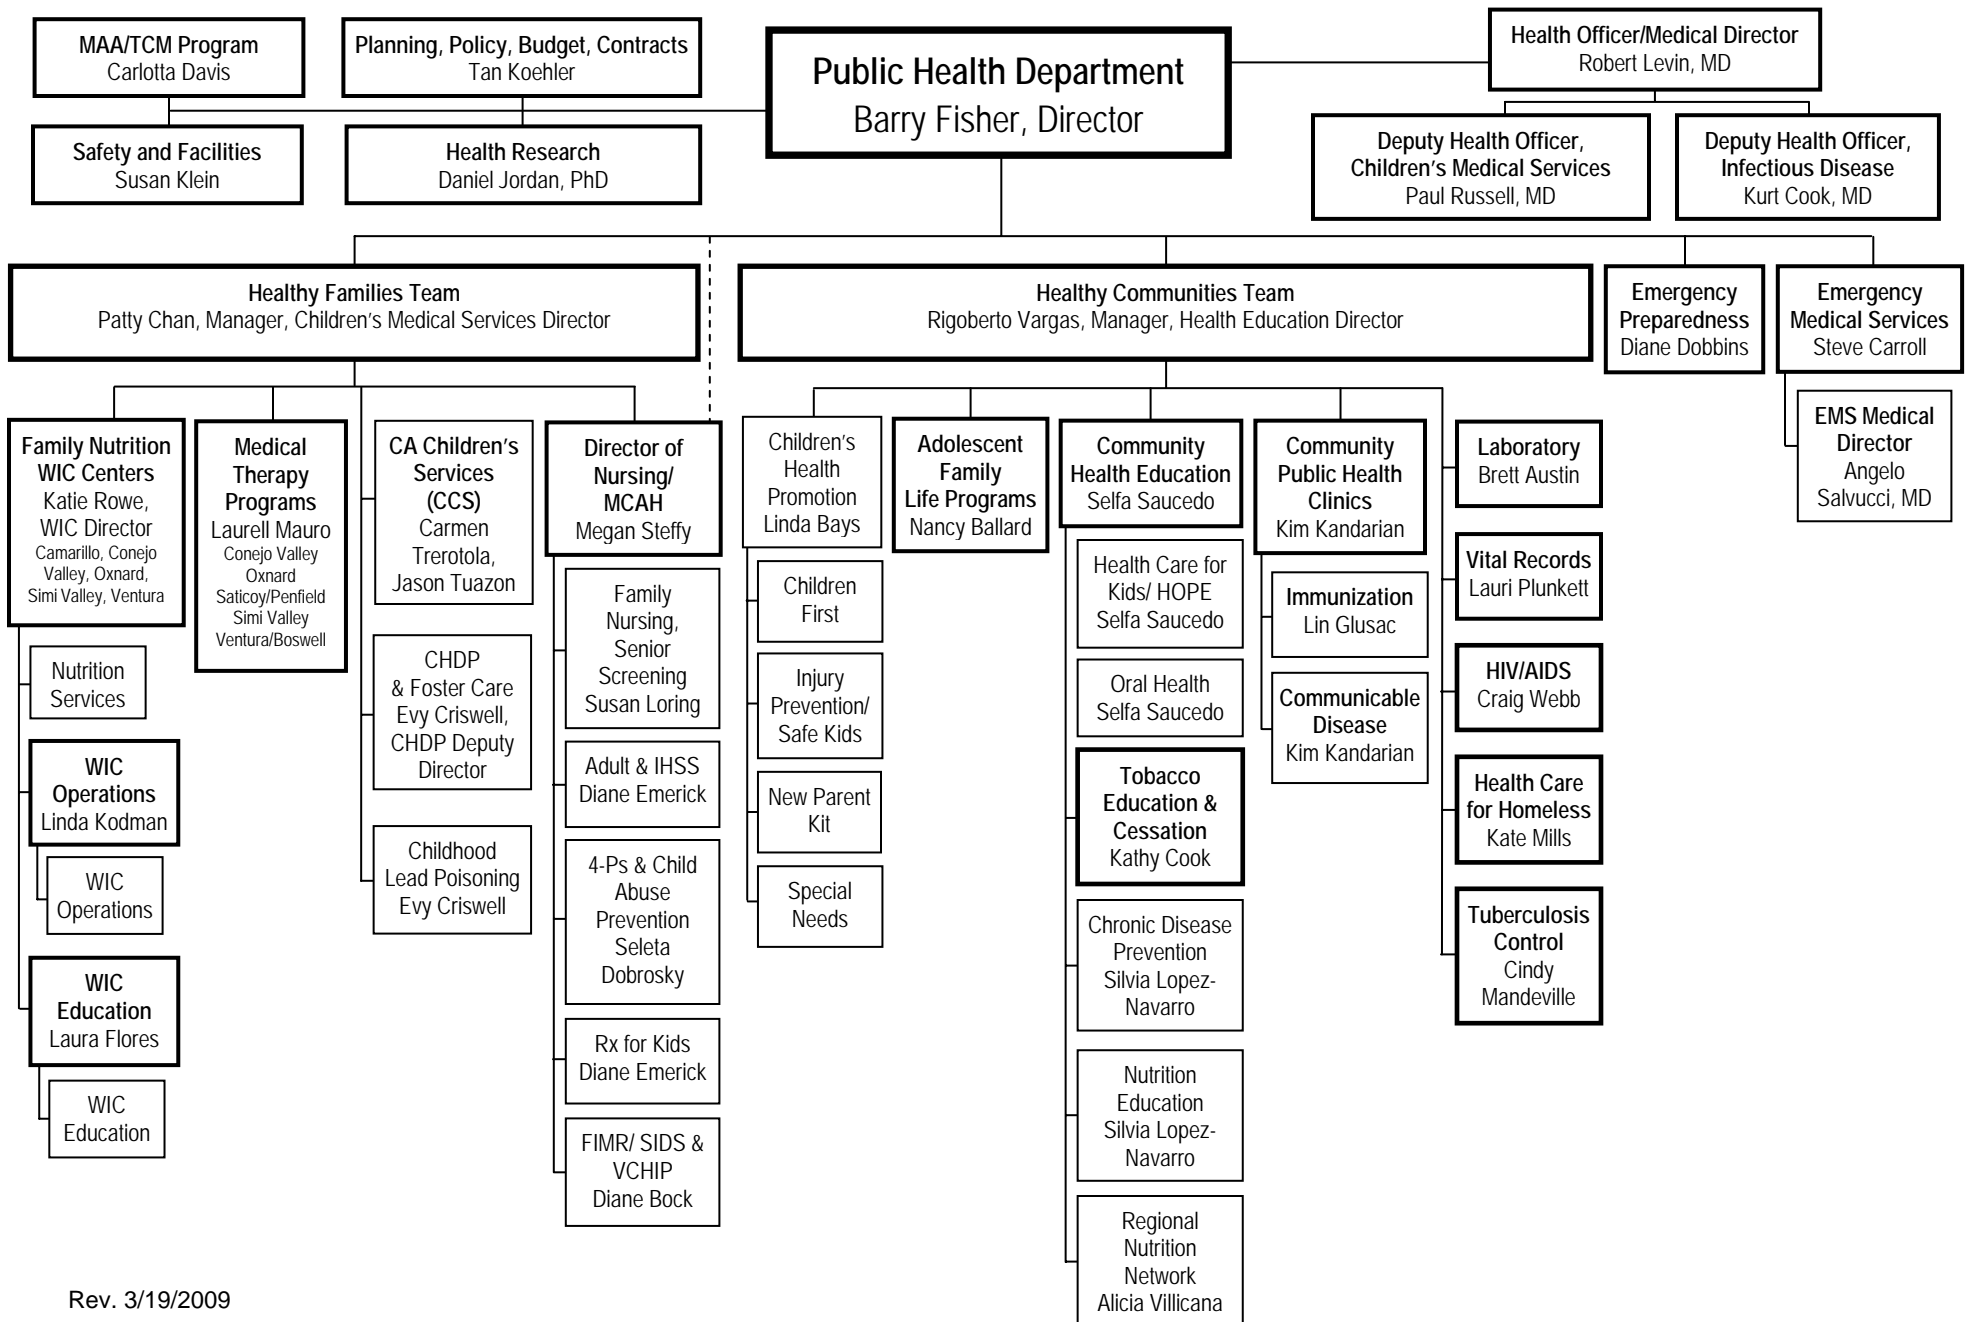 MAA/TCM Program
Carlotta Davis
Planning, Policy, Budget, Contracts
Tan Koehler
Public Health Department
Barry Fisher, Director
Health Officer/Medical Director
Robert Levin, MD
Safety and Facilities
Susan Klein
Health Research
Daniel Jordan, PhD
Deputy Health Officer,
Children's Medical Services
Paul Russell, MD
Deputy Health Officer,
Infectious Disease
Kurt Cook, MD
Healthy Families Team
Patty Chan, Manager, Children's Medical Services Director
Healthy Communities Team
Rigoberto Vargas, Manager, Health Education Director
Emergency
Preparedness
Diane Dobbins
Emergency
Medical Services
Steve Carroll
EMS Medical
Director
Angelo
Salvucci, MD
Family Nutrition
WIC Centers
Katie Rowe,
WIC Director
Camarillo, Conejo
Valley, Oxnard,
Simi Valley, Ventura
Nutrition
Services
WIC
Operations
Linda Kodman
WIC
Operations
WIC
Education
Laura Flores
WIC
Education
Medical
Therapy
Programs
Laurell Mauro
Conejo Valley
Oxnard
Saticoy/Penfield
Simi Valley
Ventura/Boswell
CA Children's
Services
(CCS)
Carmen
Trerotola,
Jason Tuazon
CHDP
& Foster Care
Evy Criswell,
CHDP Deputy
Director
Childhood
Lead Poisoning
Evy Criswell
Director of
Nursing/
MCAH
Megan Steffy
Family
Nursing,
Senior
Screening
Susan Loring
Adult & IHSS
Diane Emerick
4-Ps & Child
Abuse
Prevention
Seleta
Dobrosky
Rx for Kids
Diane Emerick
FIMR/ SIDS &
VCHIP
Diane Bock
Children's
Health
Promotion
Linda Bays
Children
First
Injury
Prevention/
Safe Kids
New Parent
Kit
Special
Needs
Adolescent
Family
Life Programs
Nancy Ballard
Community
Health Education
Selfa Saucedo
Health Care for
Kids/ HOPE
Selfa Saucedo
Oral Health
Selfa Saucedo
Tobacco
Education &
Cessation
Kathy Cook
Chronic Disease
Prevention
Silvia Lopez-
Navarro
Nutrition
Education
Silvia Lopez-
Navarro
Regional
Nutrition
Network
Alicia Villicana
Community
Public Health
Clinics
Kim Kandarian
Immunization
Lin Glusac
Communicable
Disease
Kim Kandarian
Laboratory
Brett Austin
Vital Records
Lauri Plunkett
HIV/AIDS
Craig Webb
Health Care
for Homeless
Kate Mills
Tuberculosis
Control
Cindy
Mandeville
Rev. 3/19/2009